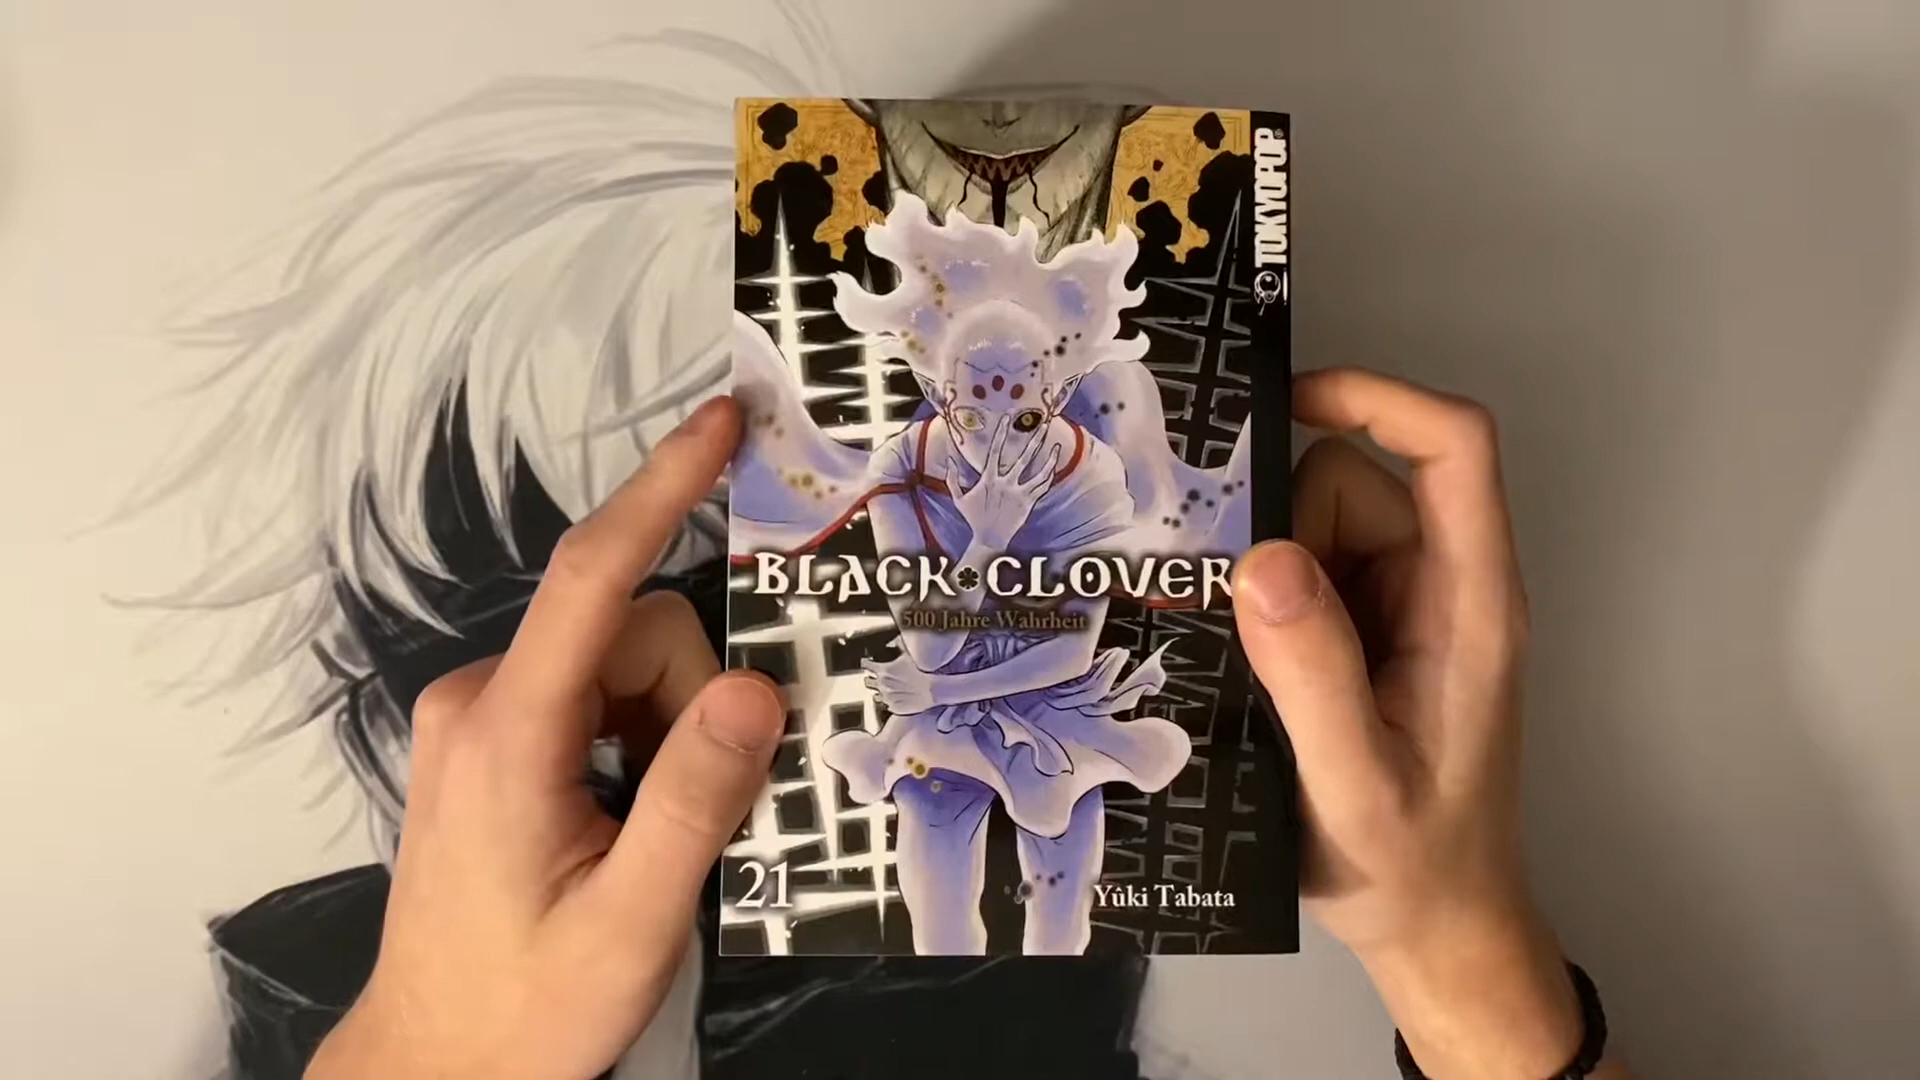 TOKYOPOP
BLACK CLOVER
500 Jahre Wahrheit
21
Yûki Tabata